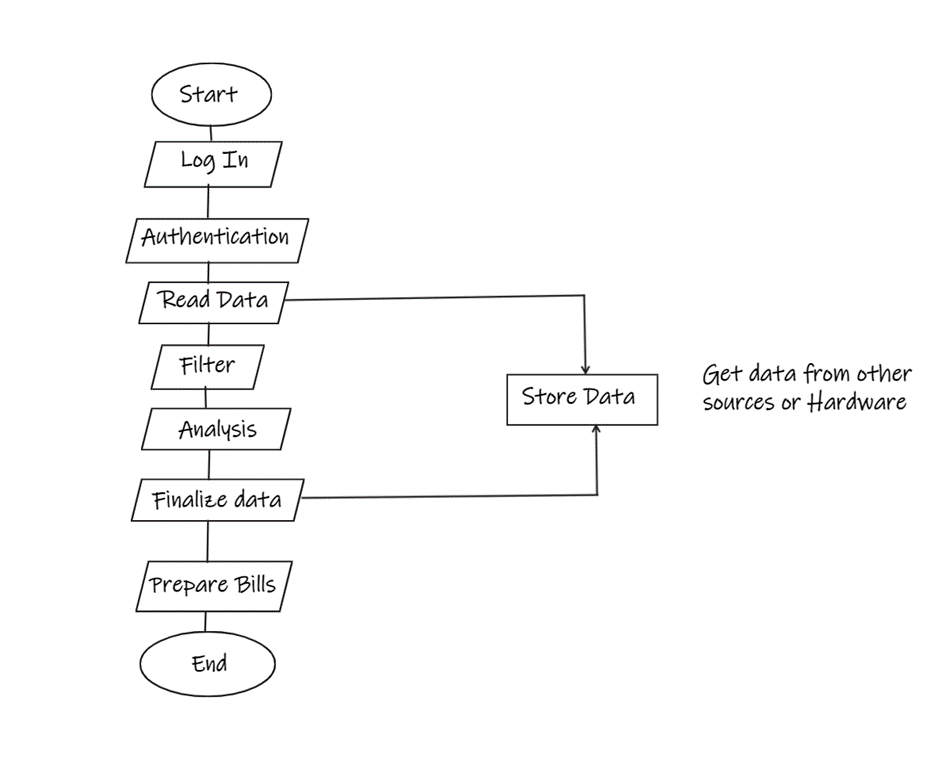 Start
Log In
Authentication
Read Data
Filter
Analysis
Finalize data
Prepare Bills
End
Store Data
Get data from other
sources or Hardware